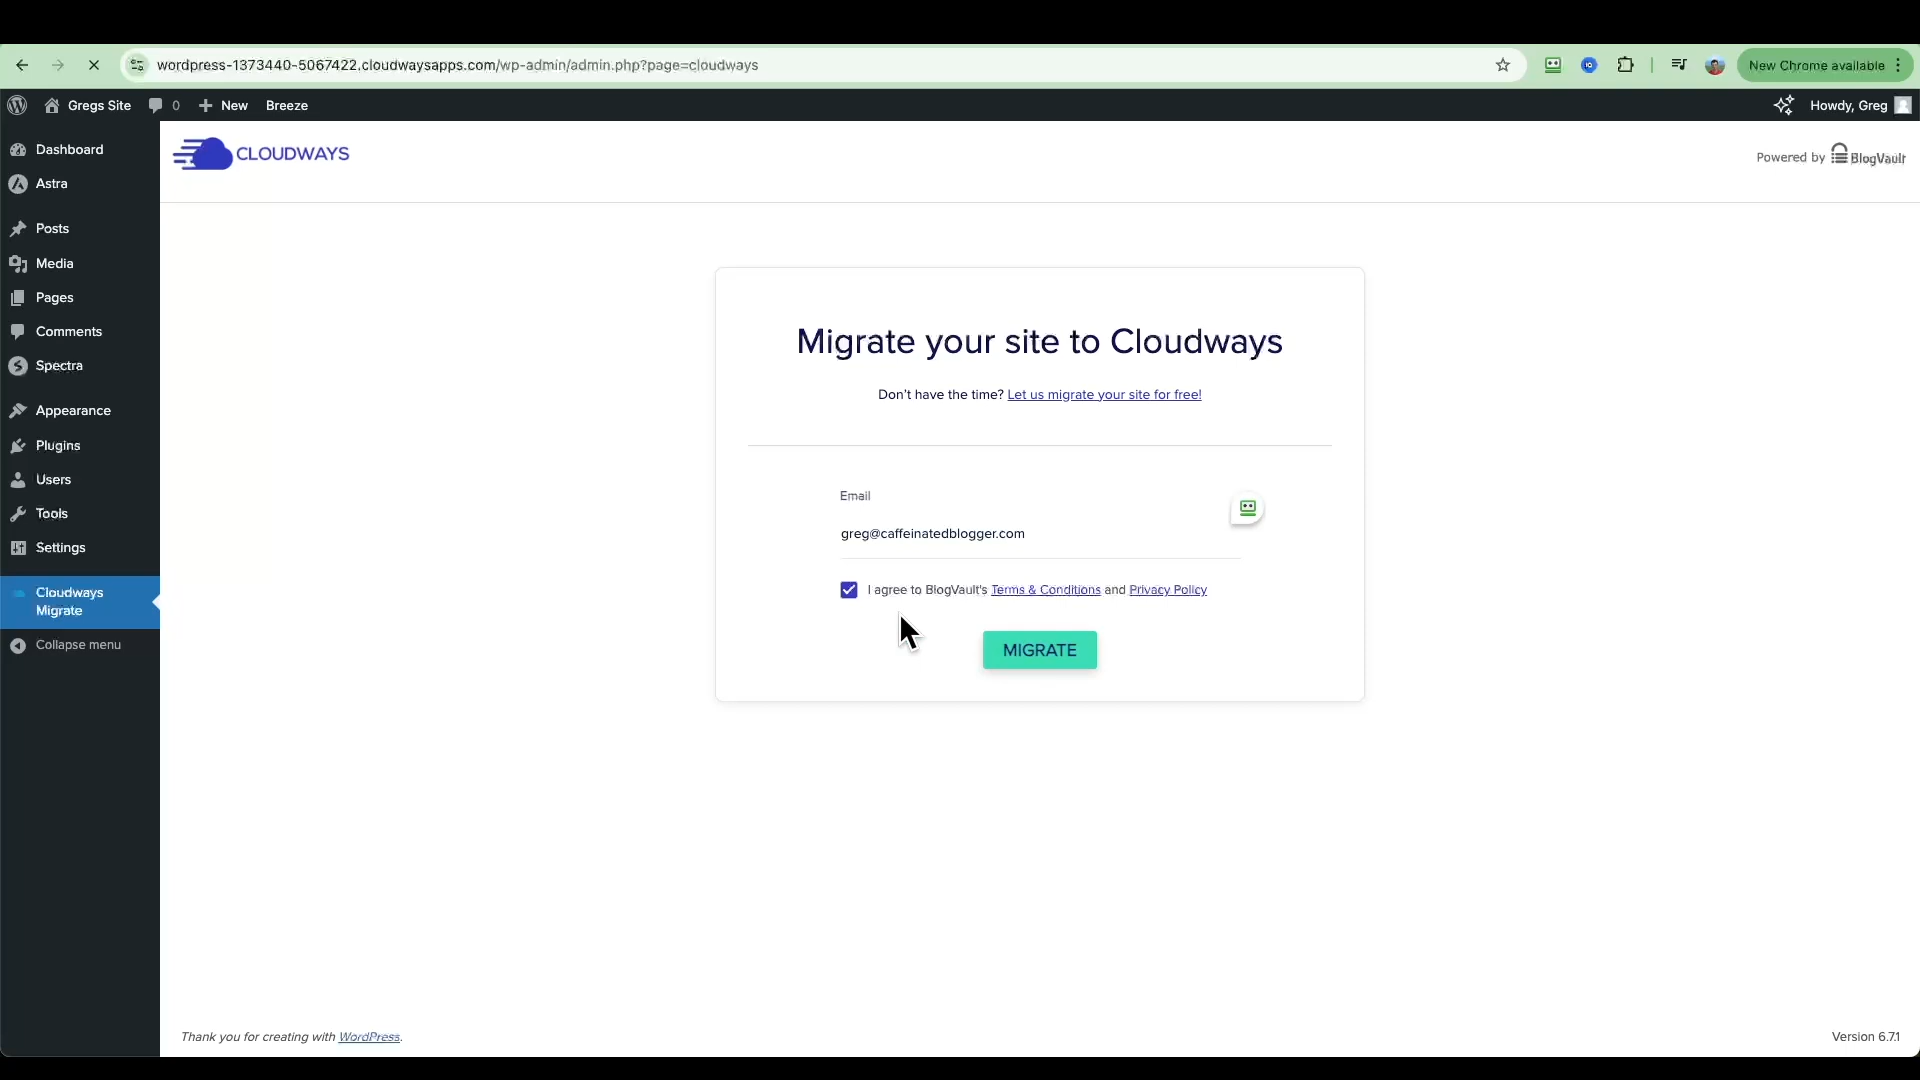 wordpress-1373440-5067422.cloudwaysapps.com/wp-admin/admin.php?page=cloudways
New Chrome available
Gregs Site
0
New
Breeze
Howdy, Greg
Dashboard
Astra
Posts
Media
Pages
Comments
Spectra
Appearance
Plugins
Users
Tools
Settings
Cloudways
Migrate
Collapse menu
CLOUDWAYS
Powered by BlogVault
Migrate your site to Cloudways
Don't have the time? Let us migrate your site for free!
Email
greg@caffeinatedblogger.com
I agree to BlogVault's Terms & Conditions and Privacy Policy
MIGRATE
Thank you for creating with WordPress.
Version 6.7.1